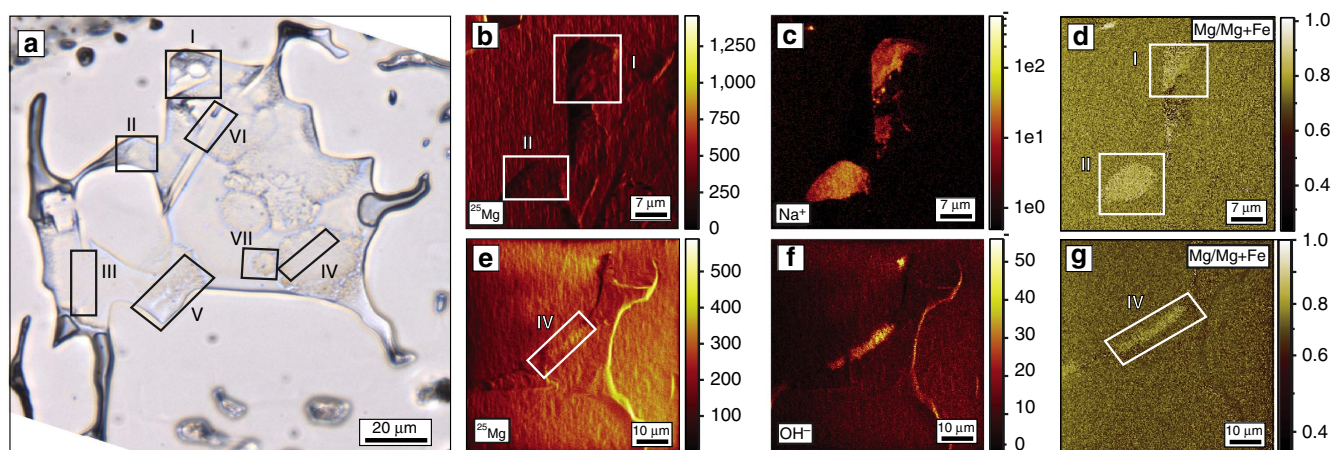 a
I
II
VI
III
VII
IV
V
20 μm
b
I
II
²⁵Mg
7 μm
1,250
1,000
750
500
250
0
c
Na⁺
7 μm
1e2
1e1
1e0
d
Mg/Mg+Fe
I
II
7 μm
1.0
0.8
0.6
0.4
e
IV
²⁵Mg
10 μm
500
400
300
200
100
f
OH⁻
10 μm
50
40
30
20
10
0
g
Mg/Mg+Fe
IV
10 μm
1.0
0.8
0.6
0.4